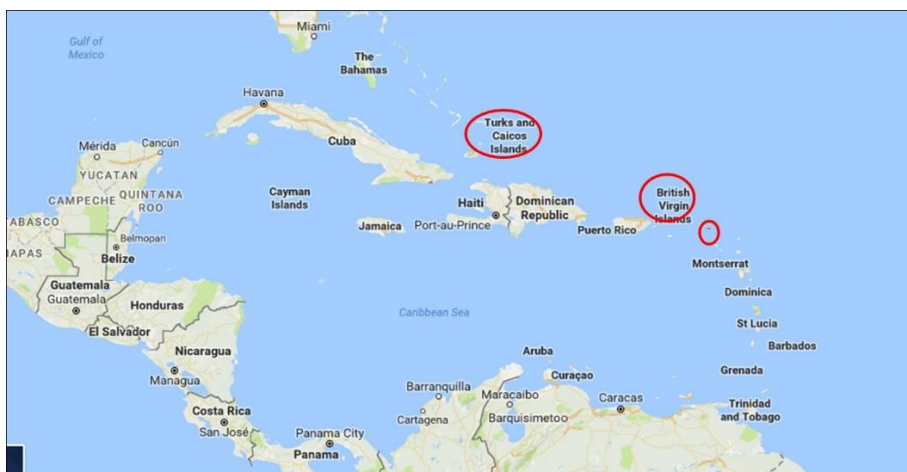 Miami
Gulf of
Mexico
The
Bahamas
Havana
Turks and
Caicos
Islands
Cuba
Mérida
Cancún
YUCATAN
CAMPECHE
QUINTANA
ROO
Cayman
Islands
British
Virgin
Islands
Haiti
Dominican
Republic
TABASCO
Jamaica
Port-au-Prince
Puerto Rico
Belmopan
Belize
IAPAS
Montserrat
Guatemala
Guatemala
Honduras
Dominica
Caribbean Sea
St Lucia
El Salvador
Barbados
Nicaragua
Aruba
Grenada
Managua
Curaçao
Barranquilla
Maracaibo
Caracas
Costa Rica
Cartagena
Barquisimeto
Trinidad
and Tobago
San José
Panama City
Panama